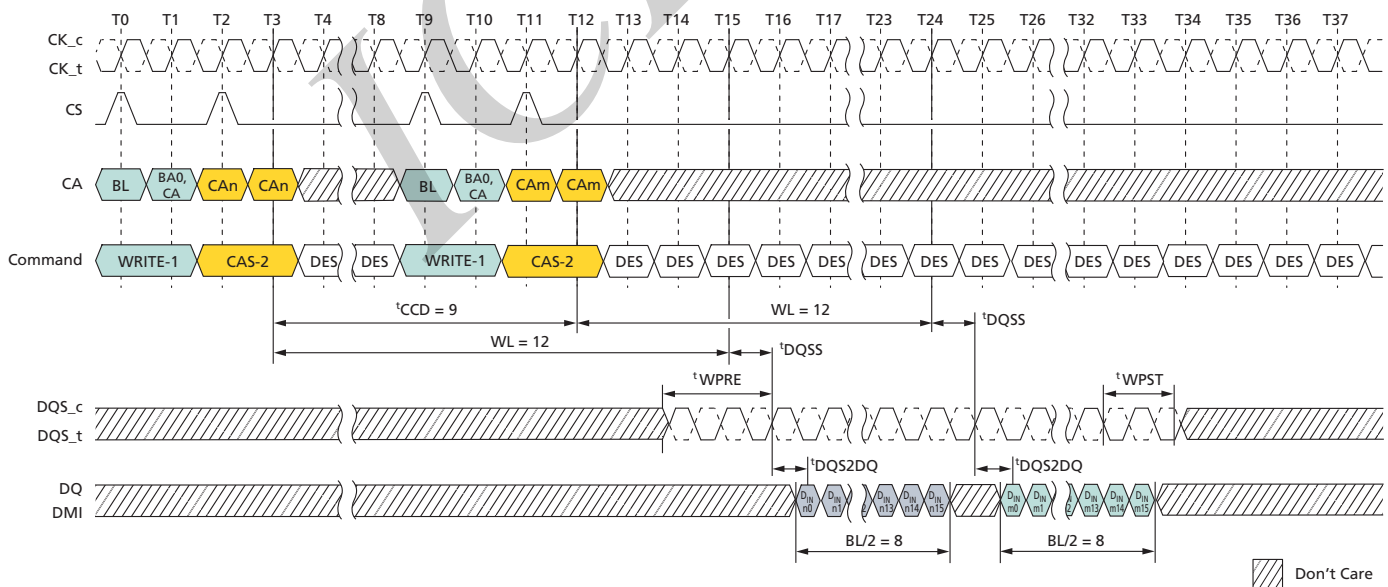 T0 T1 T2 T3 T4 T8 T9 T10 T11 T12 T13 T14 T15 T16 T17 T23 T24 T25 T26 T32 T33 T34 T35 T36 T37
CK_c
CK_t
CS
CA BL BA0, CA CAn CAn BL BA0, CA CAm CAm
Command WRITE-1 CAS-2 DES DES WRITE-1 CAS-2 DES DES DES DES DES DES DES DES DES DES DES DES DES DES DES
tCCD = 9 WL = 12 tDQSS
WL = 12 tDQSS
tWPRE tWPST
DQS_c
DQS_t
tDQS2DQ tDQS2DQ
DQ
DMI
DIN n0 DIN n1 DIN n13 DIN n14 DIN n15 DIN m0 DIN m1 DIN m13 DIN m14 DIN m15
BL/2 = 8 BL/2 = 8
Don't Care